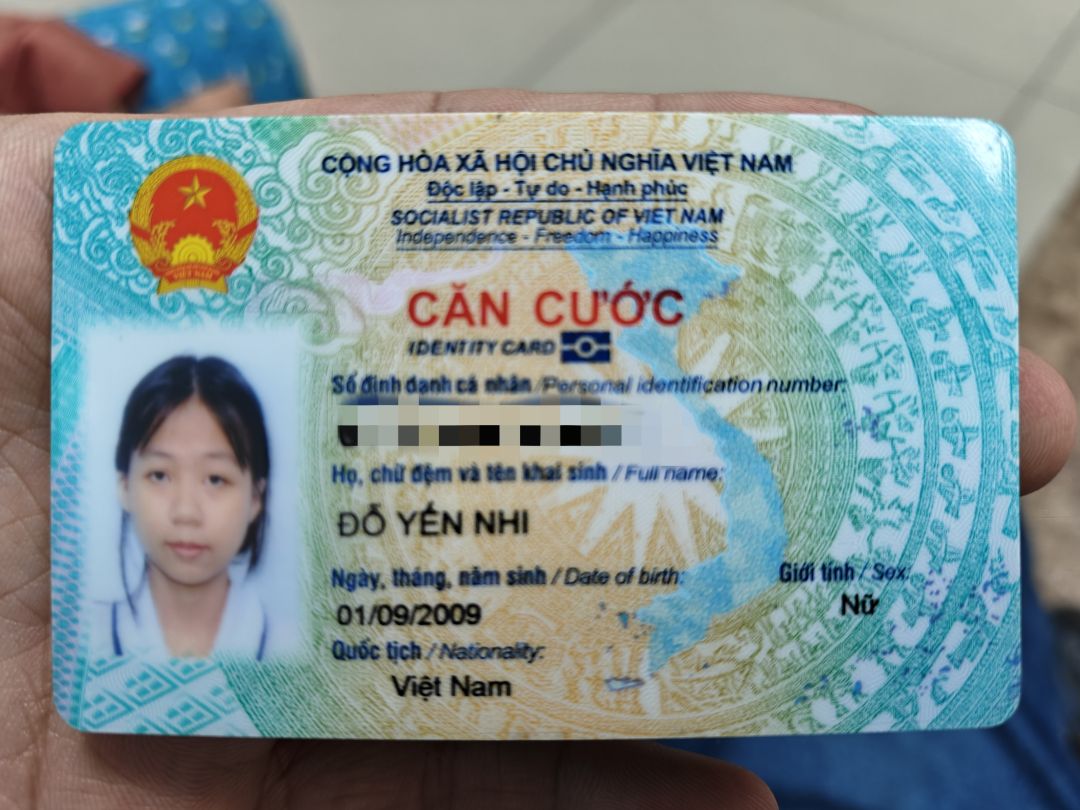 CỘNG HÒA XÃ HỘI CHỦ NGHĨA VIỆT NAM
Độc lập - Tự do - Hạnh phúc
SOCIALIST REPUBLIC OF VIET NAM
Independence - Freedom - Happiness
VIỆT NAM
CĂN CƯỚC
IDENTITY CARD
Số định danh cá nhân / Personal identification number:
Họ, chữ đệm và tên khai sinh / Full name:
ĐỖ YẾN NHI
Ngày, tháng, năm sinh / Date of birth:
Giới tính / Sex:
01/09/2009
Nữ
Quốc tịch / Nationality:
Việt Nam